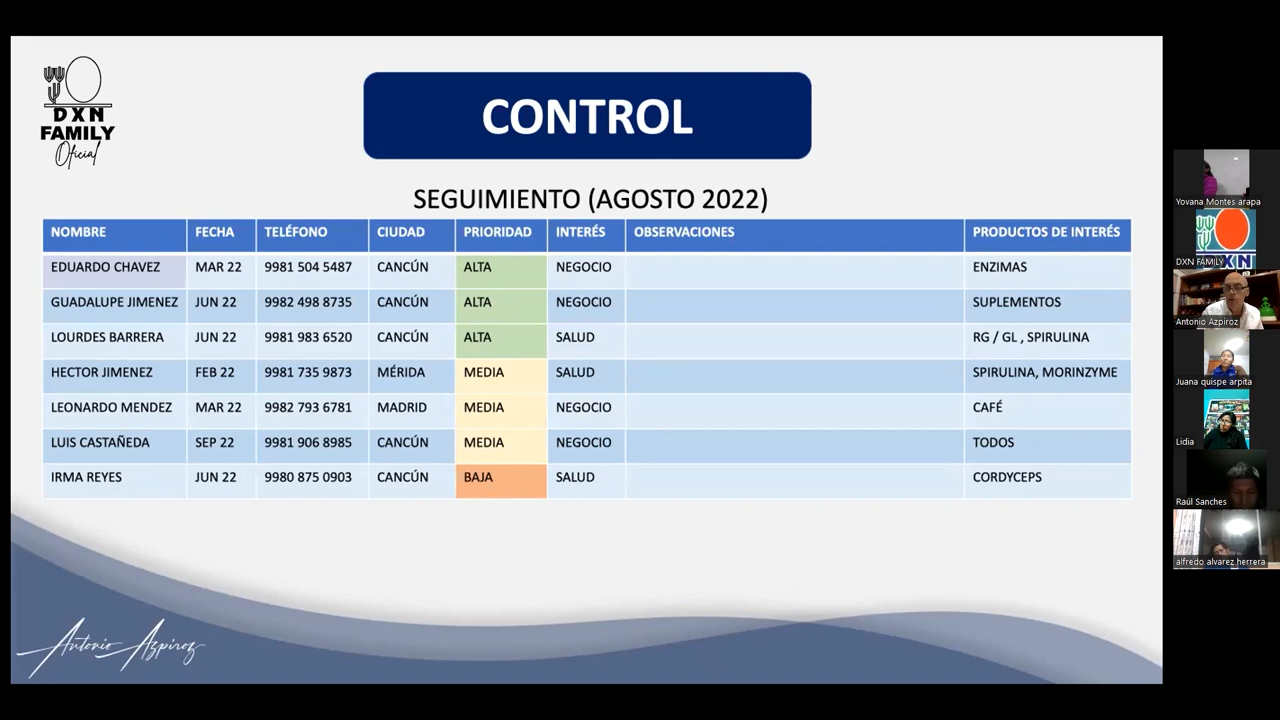 DXN
FAMILY
Oficial
CONTROL
SEGUIMIENTO (AGOSTO 2022)
NOMBRE FECHA TELÉFONO CIUDAD PRIORIDAD INTERÉS OBSERVACIONES PRODUCTOS DE INTERÉS
EDUARDO CHAVEZ MAR 22 9981 504 5487 CANCÚN ALTA NEGOCIO ENZIMAS
GUADALUPE JIMENEZ JUN 22 9982 498 8735 CANCÚN ALTA NEGOCIO SUPLEMENTOS
LOURDES BARRERA JUN 22 9981 983 6520 CANCÚN ALTA SALUD RG / GL , SPIRULINA
HECTOR JIMENEZ FEB 22 9981 735 9873 MÉRIDA MEDIA SALUD SPIRULINA, MORINZYME
LEONARDO MENDEZ MAR 22 9982 793 6781 MADRID MEDIA NEGOCIO CAFÉ
LUIS CASTAÑEDA SEP 22 9981 906 8985 CANCÚN MEDIA NEGOCIO TODOS
IRMA REYES JUN 22 9980 875 0903 CANCÚN BAJA SALUD CORDYCEPS
Antonio Azpiroz
Yovana Montes arapa
DXN
DXN FAMILY
Antonio Azpiroz
Juana quispe arpita
Lidia
Raúl Sanches
alfredo alvarez herrera